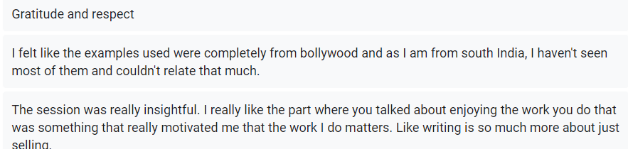 Gratitude and respect
I felt like the examples used were completely from bollywood and as I am from south India, I haven't seen
most of them and couldn't relate that much.
The session was really insightful. I really like the part where you talked about enjoying the work you do that
was something that really motivated me that the work I do matters. Like writing is so much more about just
selling.